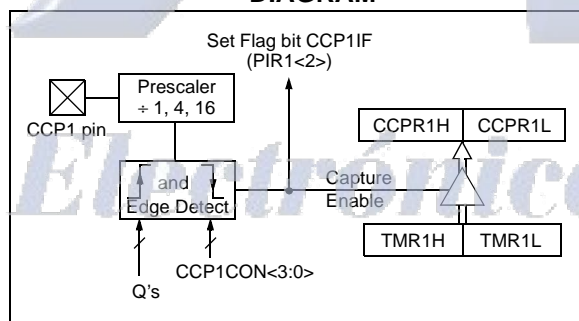 DIAGRAM
Set Flag bit CCP1IF
(PIR1<2>)
Prescaler
÷ 1, 4, 16
CCP1 pin
CCPR1H CCPR1L
and
Edge Detect
Capture
Enable
TMR1H TMR1L
CCP1CON<3:0>
Q's
Electrónica